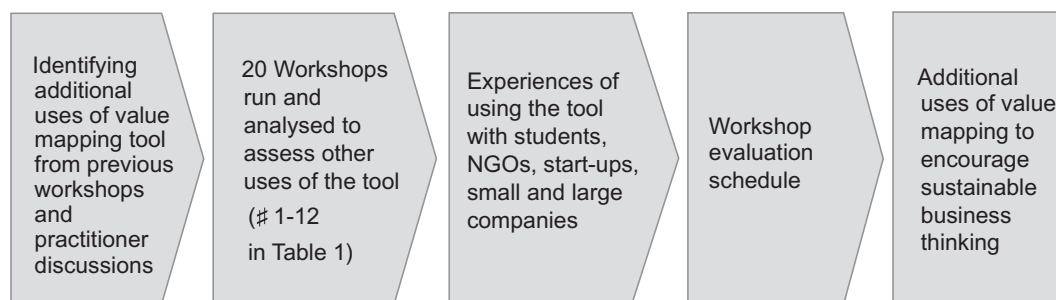 Identifying
additional
uses of value
mapping tool
from previous
workshops
and
practitioner
discussions
20 Workshops
run and
analysed to
assess other
uses of the tool
(♯ 1-12
in Table 1)
Experiences of
using the tool
with students,
NGOs, start-ups,
small and large
companies
Workshop
evaluation
schedule
Additional
uses of value
mapping to
encourage
sustainable
business
thinking